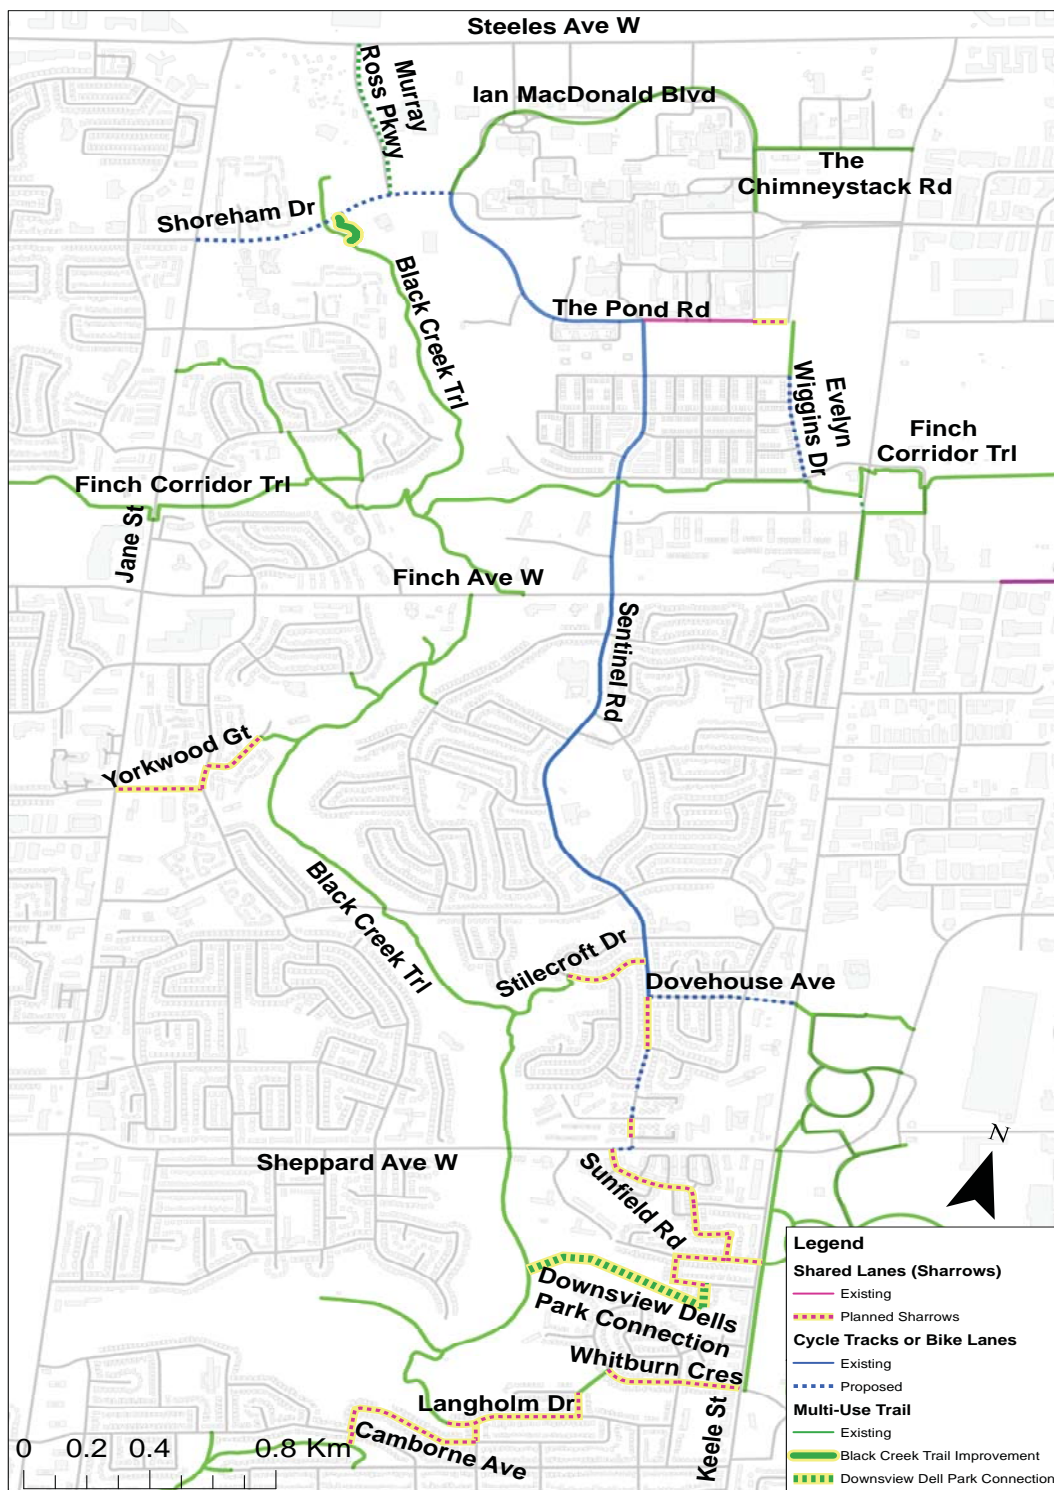 Steeles Ave W
Murray
Ross Pkwy
Ian MacDonald Blvd
The
Chimneystack Rd
Shoreham Dr
Black Creek Trl
The Pond Rd
Evelyn
Wiggins Dr
Finch
Corridor Trl
Finch Corridor Trl
Jane St
Finch Ave W
Sentinel Rd
Yorkwood Gt
Black Creek Trl
Stilecroft Dr
Dovehouse Ave
Sheppard Ave W
Sunfield Rd
N
Downsview Dells
Park Connection
Whitburn Cres
Langholm Dr
Camborne Ave
Keele St
0 0.2 0.4 0.8 Km
Legend
Shared Lanes (Sharrows)
Existing
Planned Sharrows
Cycle Tracks or Bike Lanes
Existing
Proposed
Multi-Use Trail
Existing
Black Creek Trail Improvement
Downsview Dell Park Connection